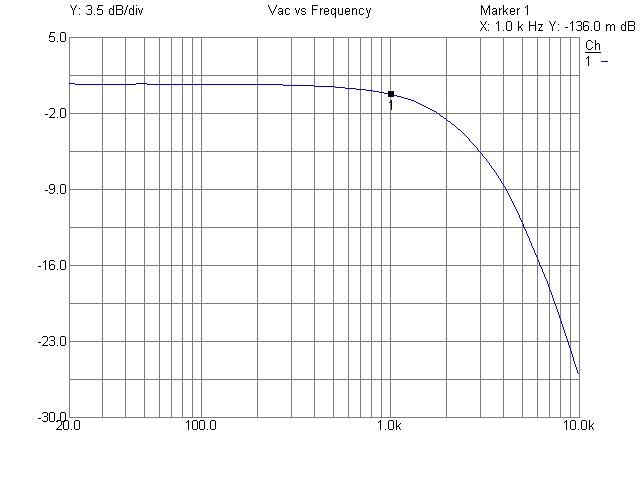 Y: 3.5 dB/div Vac vs Frequency Marker 1
X: 1.0 k Hz Y: -136.0 m dB
5.0
Ch
1 –
1
-2.0
-9.0
-16.0
-23.0
-30.0
20.0 100.0 1.0k 10.0k